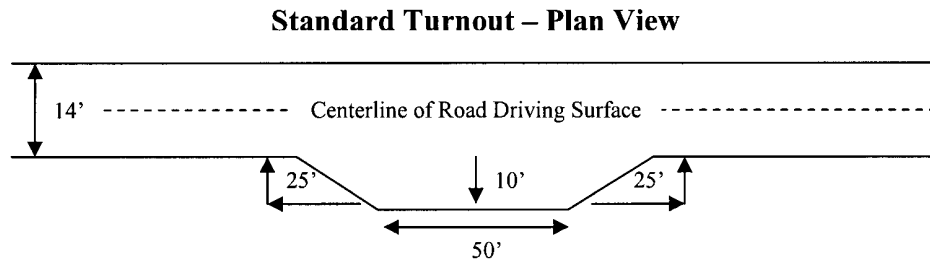 Standard Turnout – Plan View
14’
Centerline of Road Driving Surface
25’
10’
25’
50’